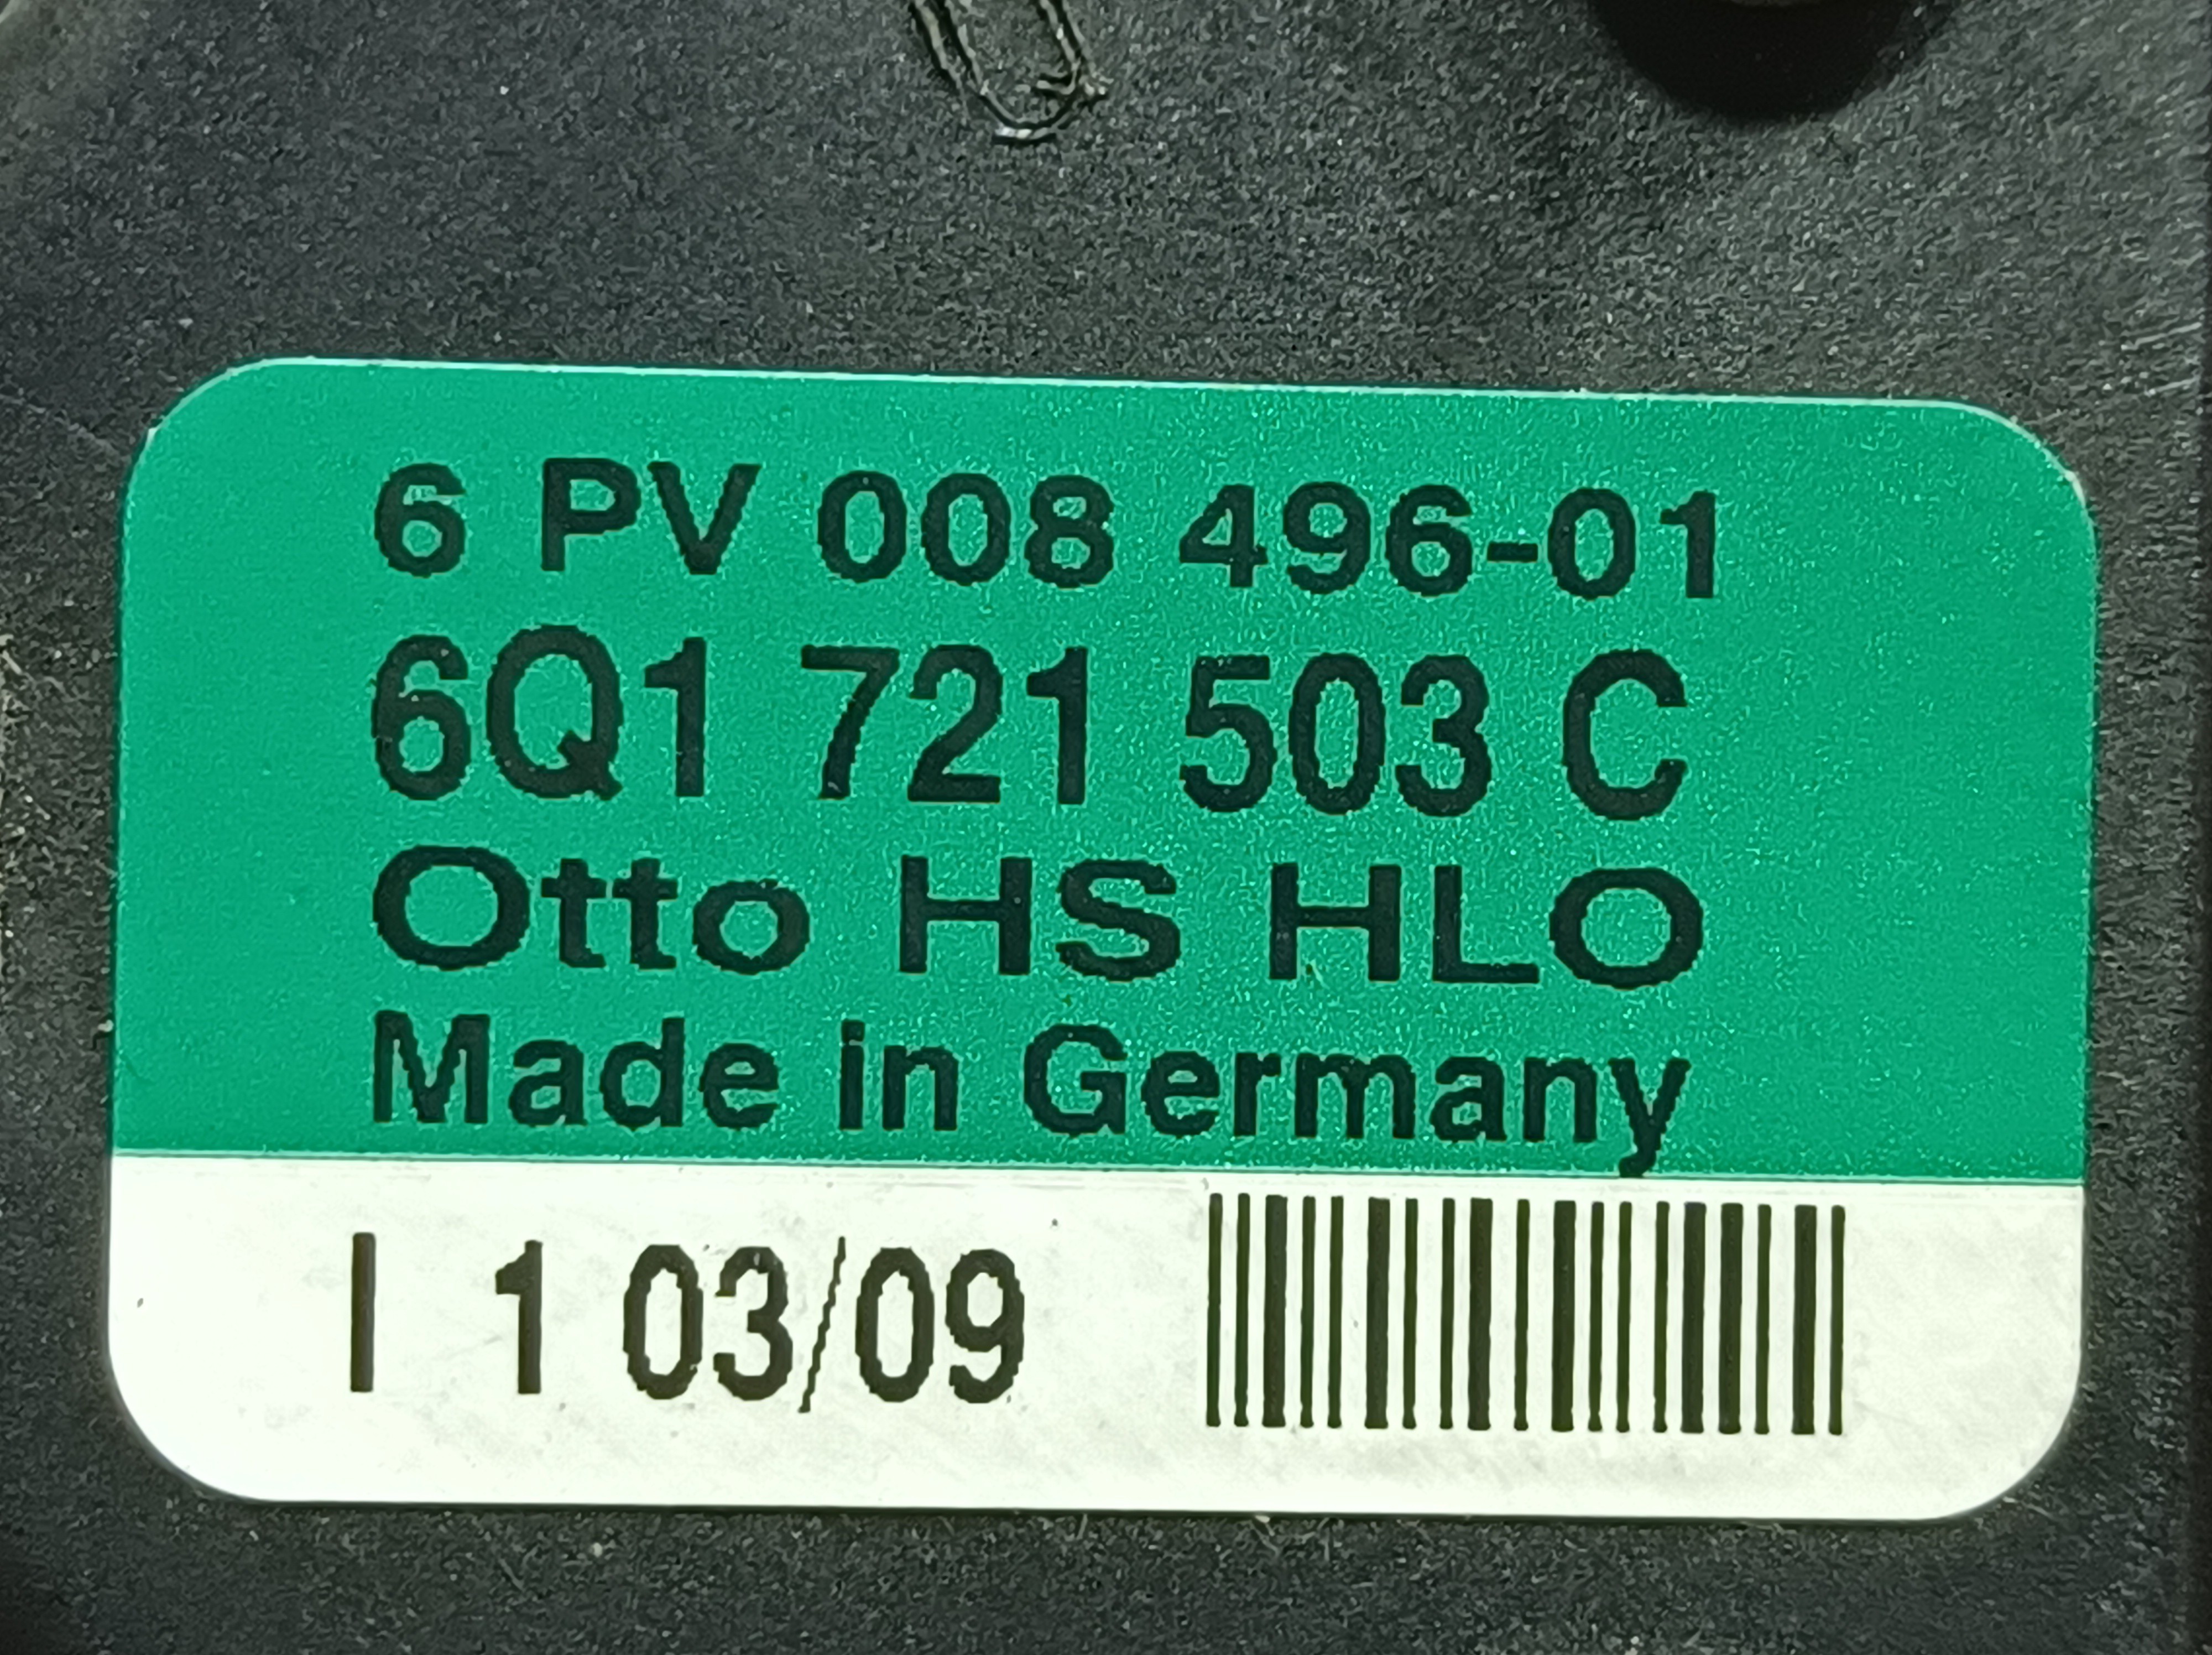 6 PV 008 496-01
6Q1 721 503 C
Otto HS HLO
Made in Germany
I 1 03/09